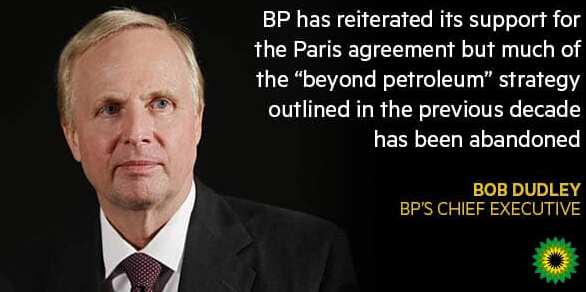 BP has reiterated its support for
the Paris agreement but much of
the “beyond petroleum” strategy
outlined in the previous decade
has been abandoned
BOB DUDLEY
BP’S CHIEF EXECUTIVE